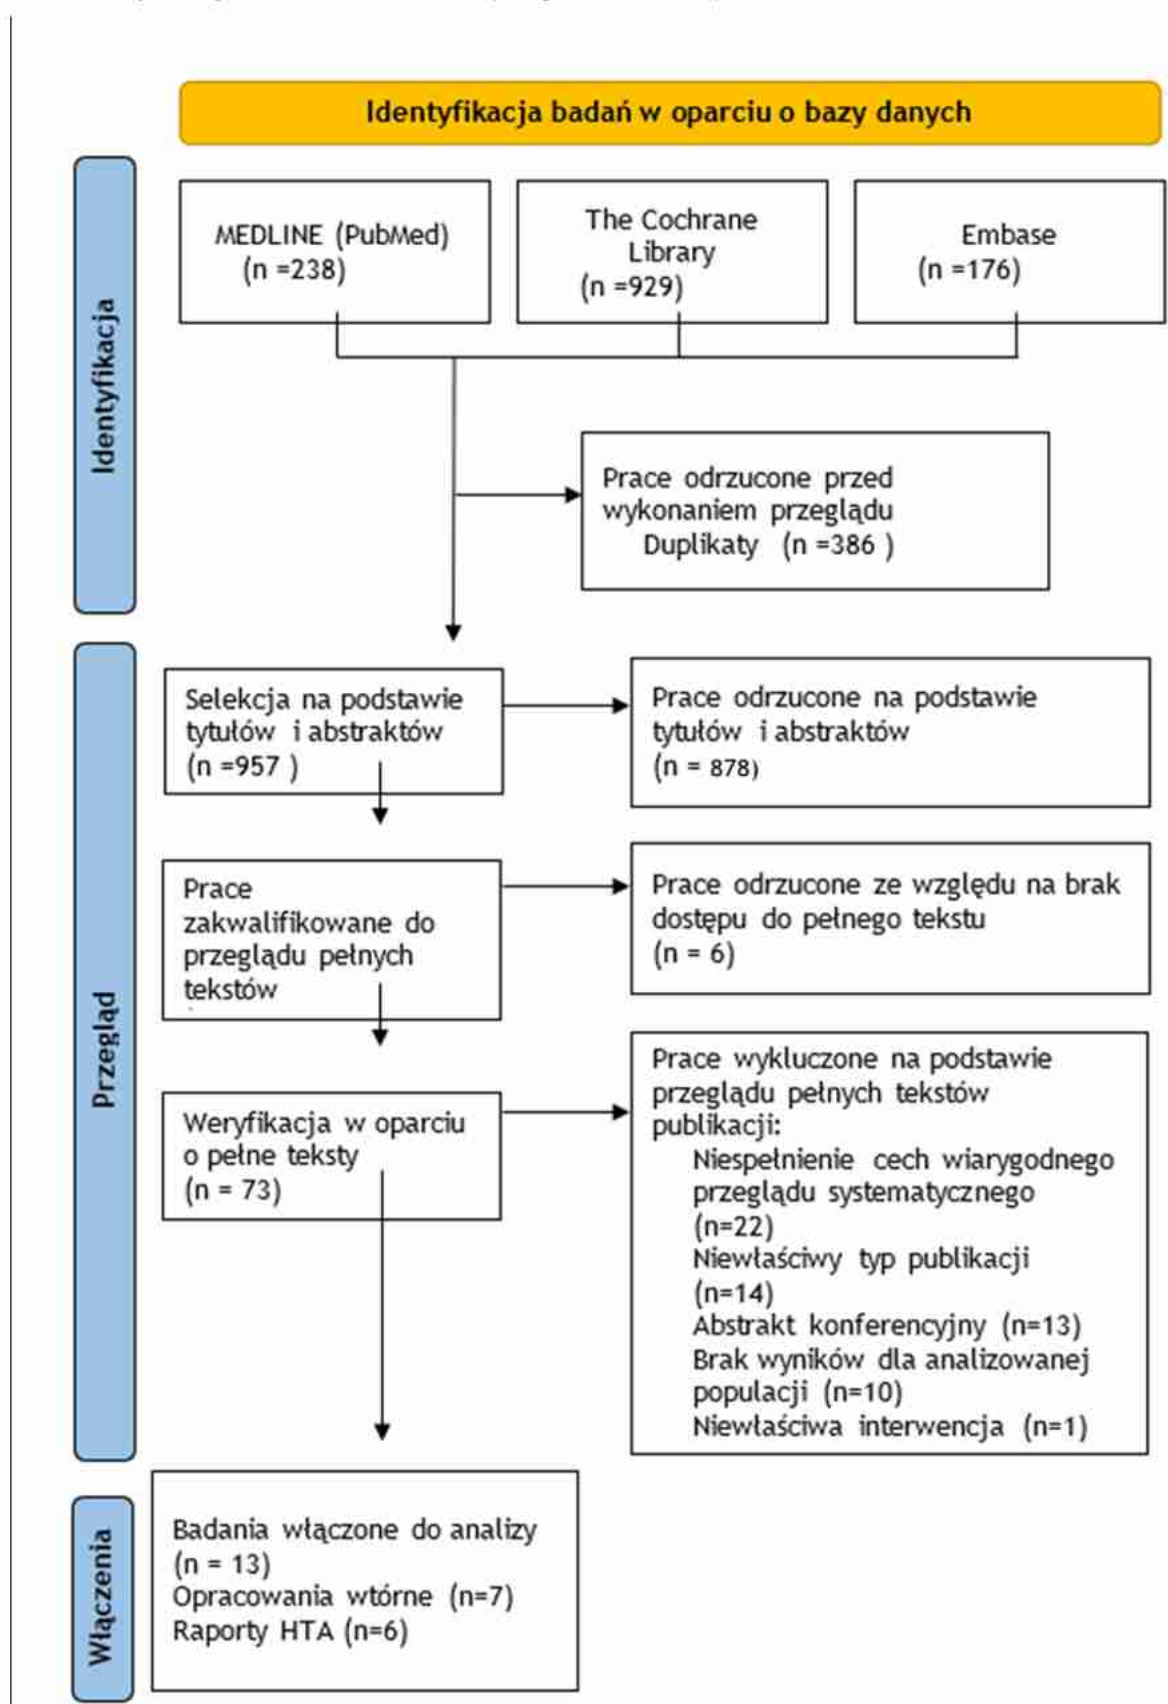 Identyfikacja badań w oparciu o bazy danych
Identyfikacja
MEDLINE (PubMed)
(n =238)
The Cochrane
Library
(n =929)
Embase
(n =176)
Prace odrzucone przed
wykonaniem przeglądu
Duplikaty (n =386 )
Przegląd
Selekcja na podstawie
tytułów i abstraktów
(n =957 )
Prace odrzucone na podstawie
tytułów i abstraktów
(n = 878)
Prace
zakwalifikowane do
przeglądu pełnych
tekstów
Prace odrzucone ze względu na brak
dostępu do pełnego tekstu
(n = 6)
Weryfikacja w oparciu
o pełne teksty
(n = 73)
Prace wykluczone na podstawie
przeglądu pełnych tekstów
publikacji:
Niespełnienie cech wiarygodnego
przeglądu systematycznego
(n=22)
Niewłaściwy typ publikacji
(n=14)
Abstrakt konferencyjny (n=13)
Brak wyników dla analizowanej
populacji (n=10)
Niewłaściwa interwencja (n=1)
Włączenia
Badania włączone do analizy
(n = 13)
Opracowania wtórne (n=7)
Raporty HTA (n=6)